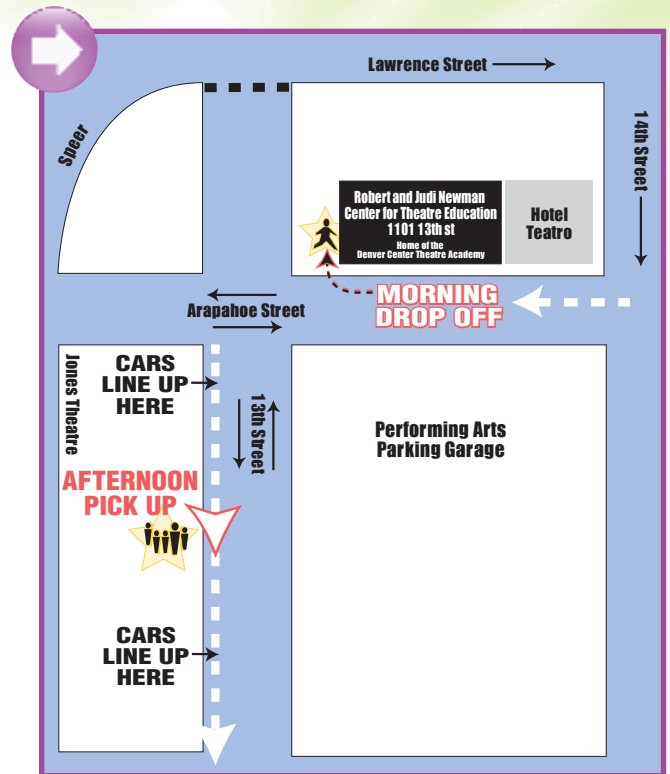 Lawrence Street
Speer
14th Street
Robert and Judi Newman
Center for Theatre Education
1101 13th st
Home of the
Denver Center Theatre Academy
Hotel
Teatro
MORNING
DROP OFF
Arapahoe Street
Jones Theatre
CARS
LINE UP
HERE
13th Street
Performing Arts
Parking Garage
AFTERNOON
PICK UP
CARS
LINE UP
HERE